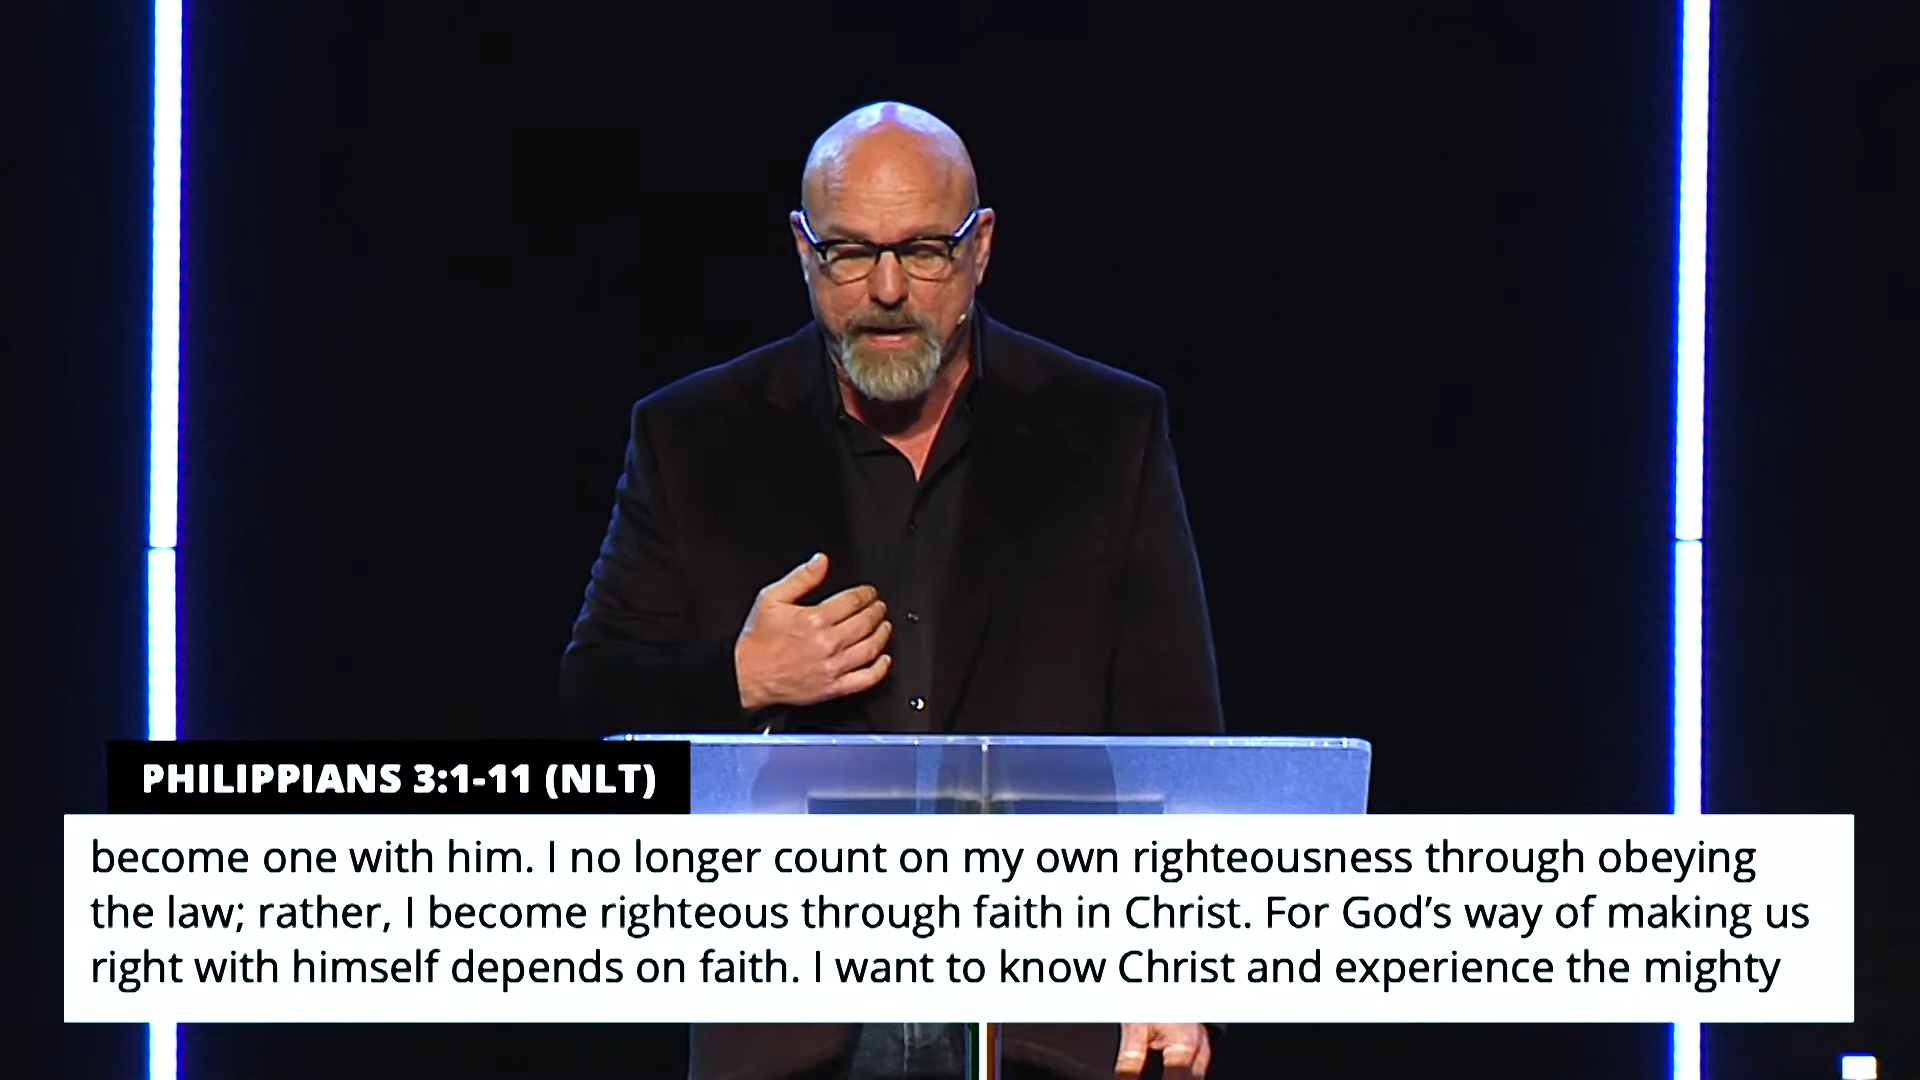 PHILIPPIANS 3:1-11 (NLT)
become one with him. I no longer count on my own righteousness through obeying
the law; rather, I become righteous through faith in Christ. For God’s way of making us
right with himself depends on faith. I want to know Christ and experience the mighty